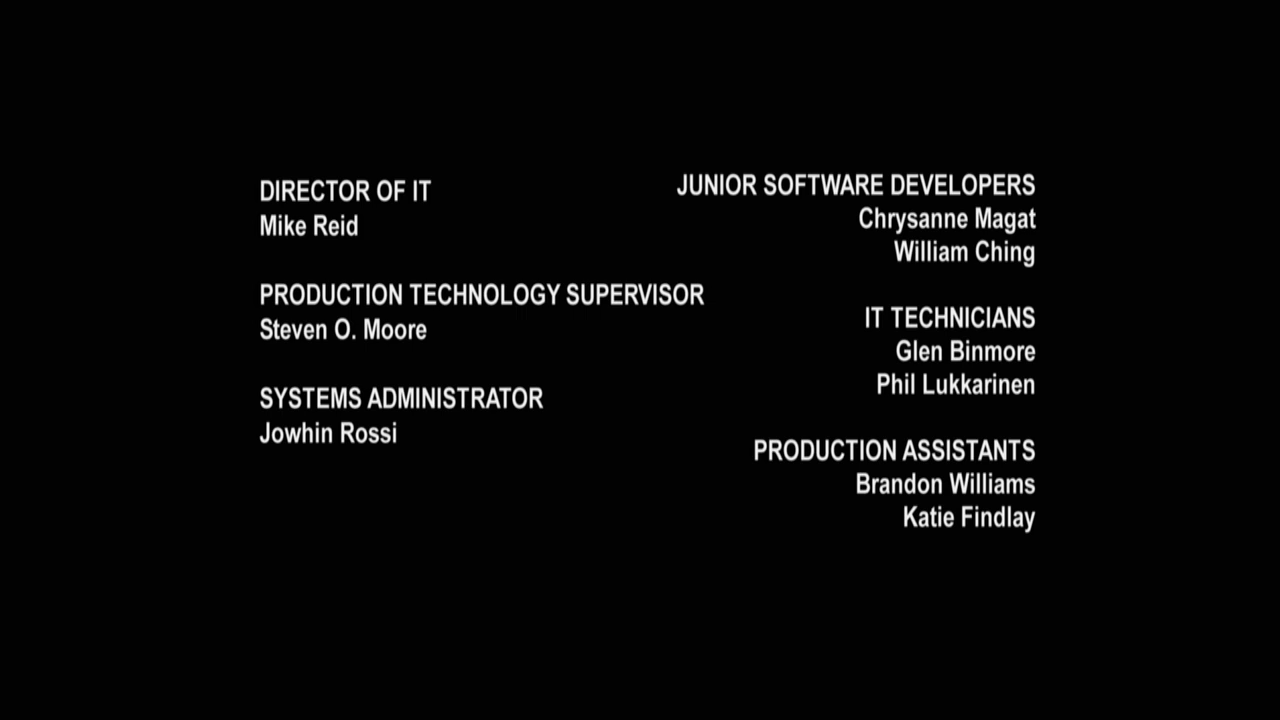 DIRECTOR OF IT
Mike Reid
PRODUCTION TECHNOLOGY SUPERVISOR
Steven O. Moore
SYSTEMS ADMINISTRATOR
Jowhin Rossi
JUNIOR SOFTWARE DEVELOPERS
Chrysanne Magat
William Ching
IT TECHNICIANS
Glen Binmore
Phil Lukkarinen
PRODUCTION ASSISTANTS
Brandon Williams
Katie Findlay